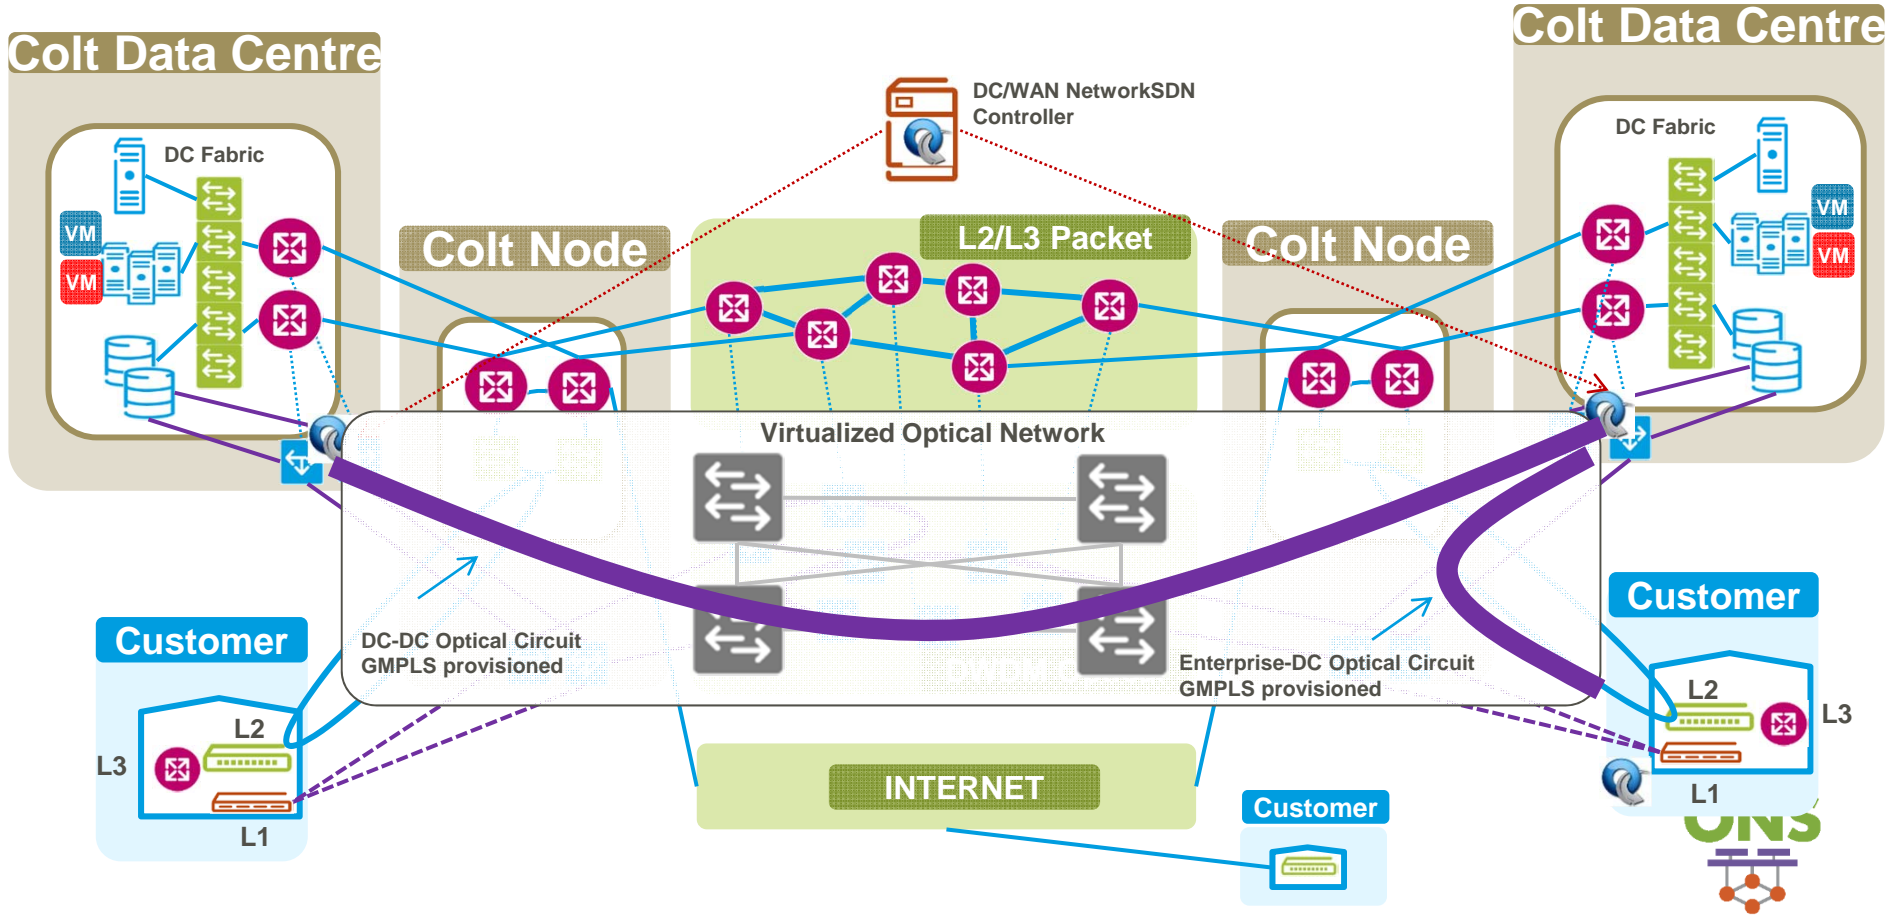 Colt Data Centre
Colt Data Centre
DC/WAN NetworkSDN
Controller
DC Fabric
DC Fabric
VM
VM
VM
VM
Colt Node
L2/L3 Packet
Colt Node
Virtualized Optical Network
DC-DC Optical Circuit
GMPLS provisioned
Enterprise-DC Optical Circuit
GMPLS provisioned
DWDM
Customer
Customer
L2
L3
L1
L2
L3
L1
INTERNET
Customer
ONS